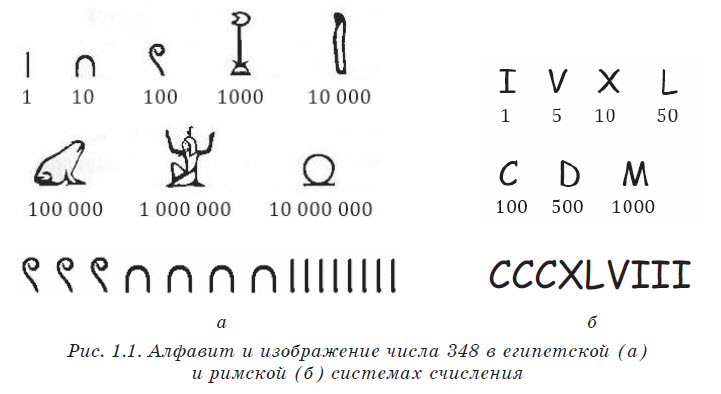 1 10 100 1000 10 000
100 000 1 000 000 10 000 000
I V X L
1 5 10 50
C D M
100 500 1000
CCCXLVIII
а б
Рис. 1.1. Алфавит и изображение числа 348 в египетской (а)
и римской (б) системах счисления